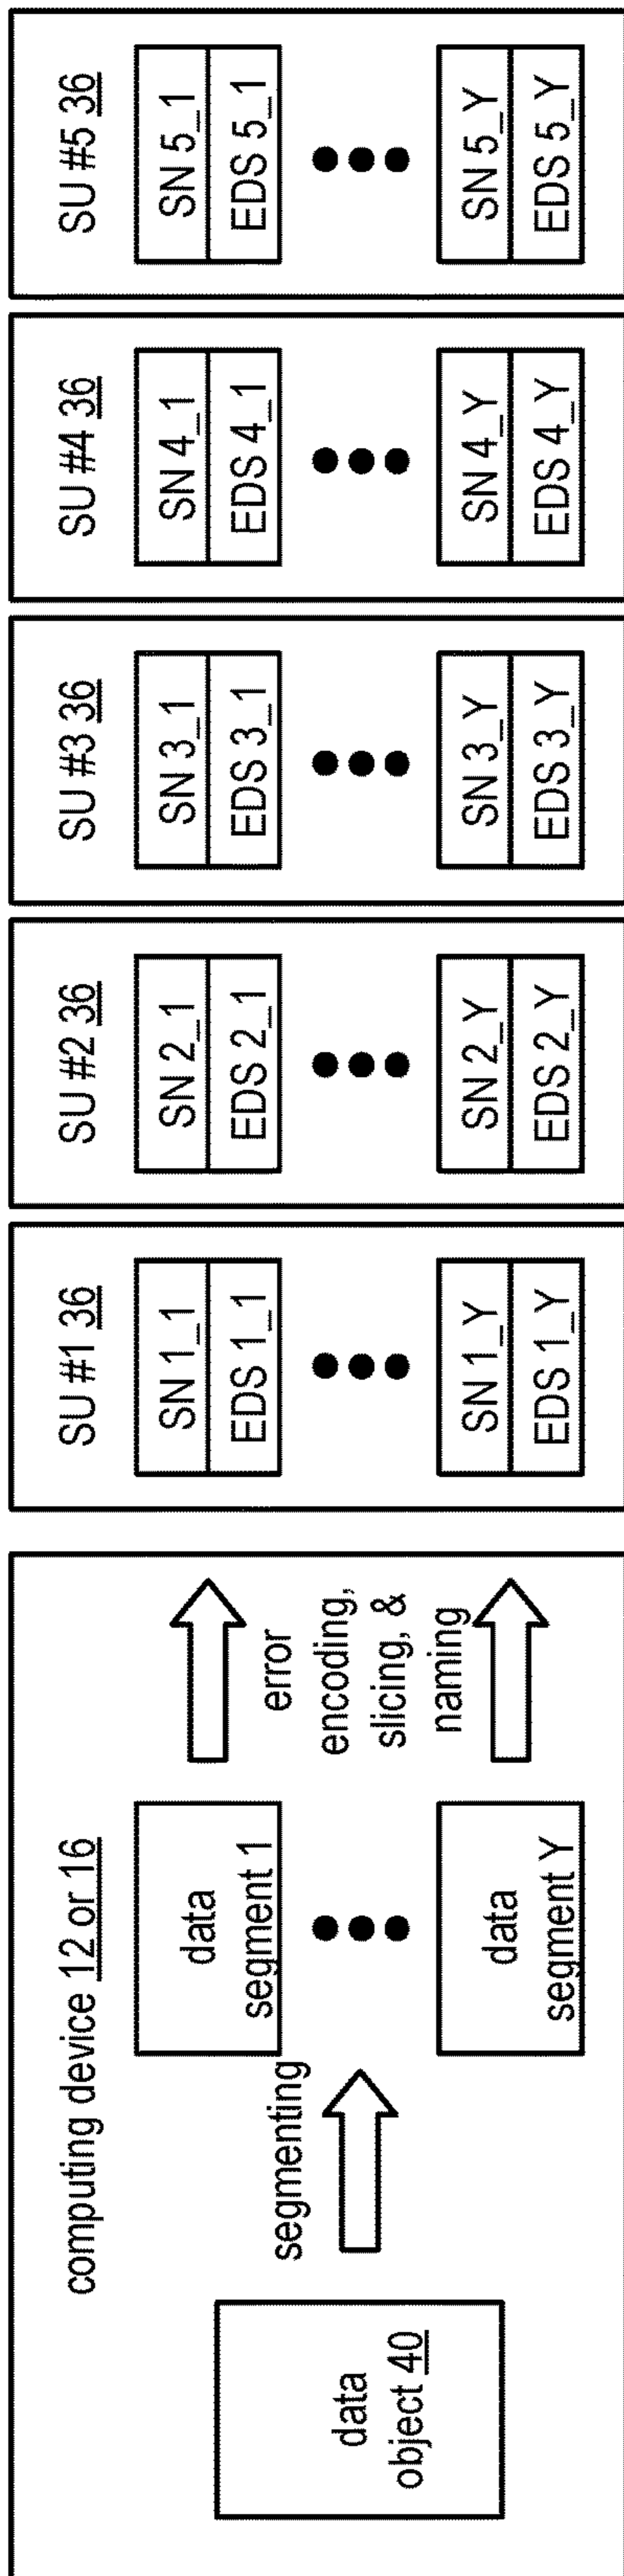 computing device 12 or 16
data
object 40
segmenting
data
segment 1
data
segment Y
error
encoding,
slicing, &
naming
SU #1 36
SN 1_1
EDS 1_1
SN 1_Y
EDS 1_Y
SU #2 36
SN 2_1
EDS 2_1
SN 2_Y
EDS 2_Y
SU #3 36
SN 3_1
EDS 3_1
SN 3_Y
EDS 3_Y
SU #4 36
SN 4_1
EDS 4_1
SN 4_Y
EDS 4_Y
SU #5 36
SN 5_1
EDS 5_1
SN 5_Y
EDS 5_Y